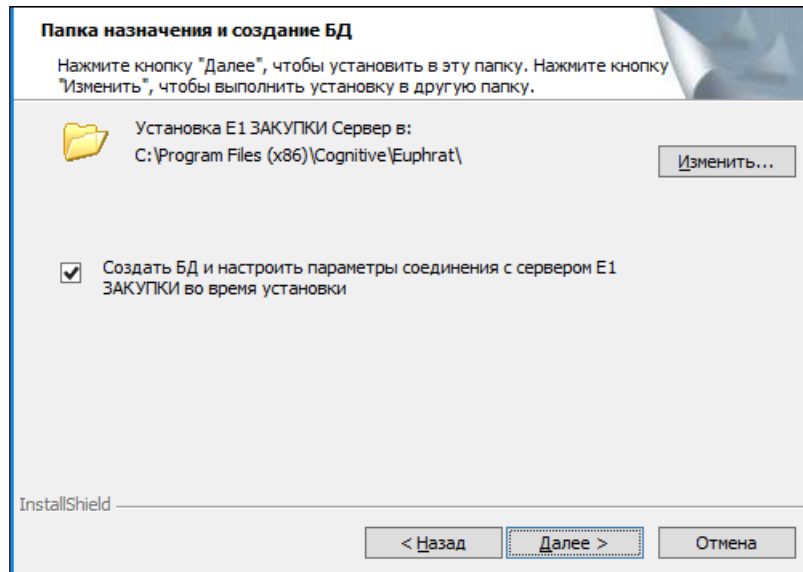 Папка назначения и создание БД
Нажмите кнопку "Далее", чтобы установить в эту папку. Нажмите кнопку
"Изменить", чтобы выполнить установку в другую папку.
Установка Е1 ЗАКУПКИ Сервер в:
C:\Program Files (x86)\Cognitive\Euphrat\
Изменить...
Создать БД и настроить параметры соединения с сервером Е1
ЗАКУПКИ во время установки
InstallShield
< Назад
Далее >
Отмена